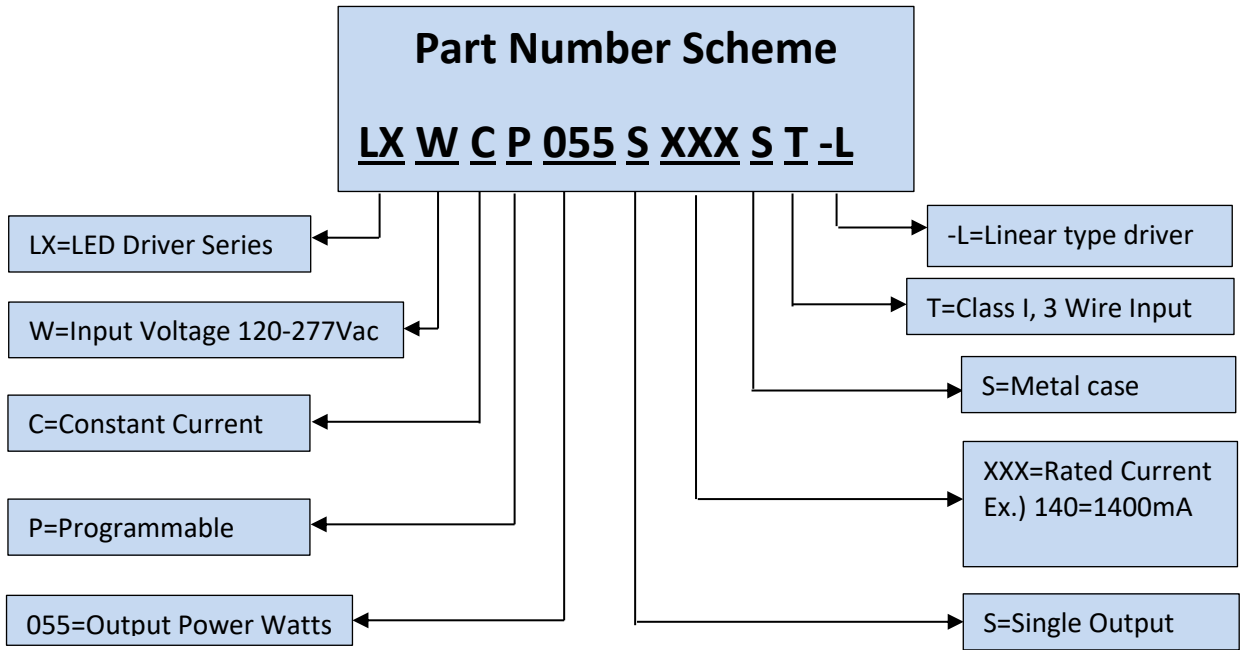 Part Number Scheme
LX W C P 055 S XXX S T -L
LX=LED Driver Series
W=Input Voltage 120-277Vac
C=Constant Current
P=Programmable
055=Output Power Watts
-L=Linear type driver
T=Class I, 3 Wire Input
S=Metal case
XXX=Rated Current
Ex.) 140=1400mA
S=Single Output